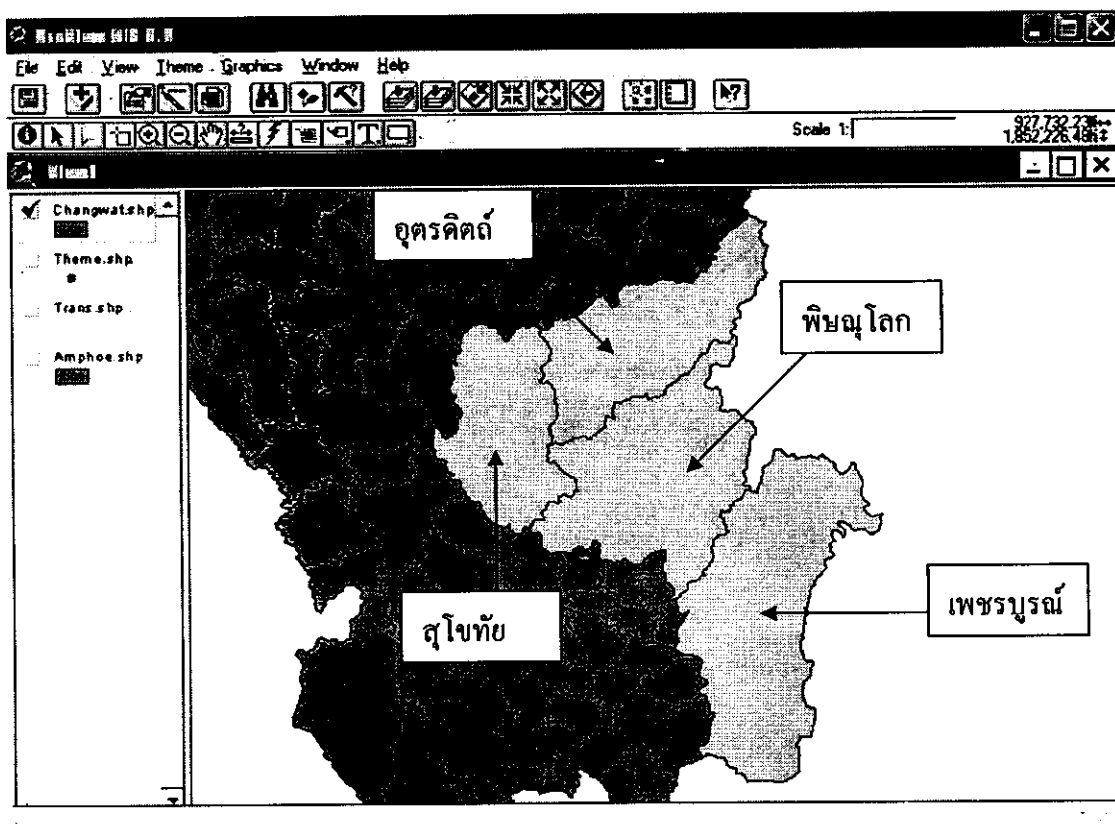 File Edit View Theme Graphics Window Help
Scale 1:
Changwat.shp
Theme.shp
Trans.shp
Amphoe.shp
อุตรดิตถ์
พิษณุโลก
สุโขทัย
เพชรบูรณ์